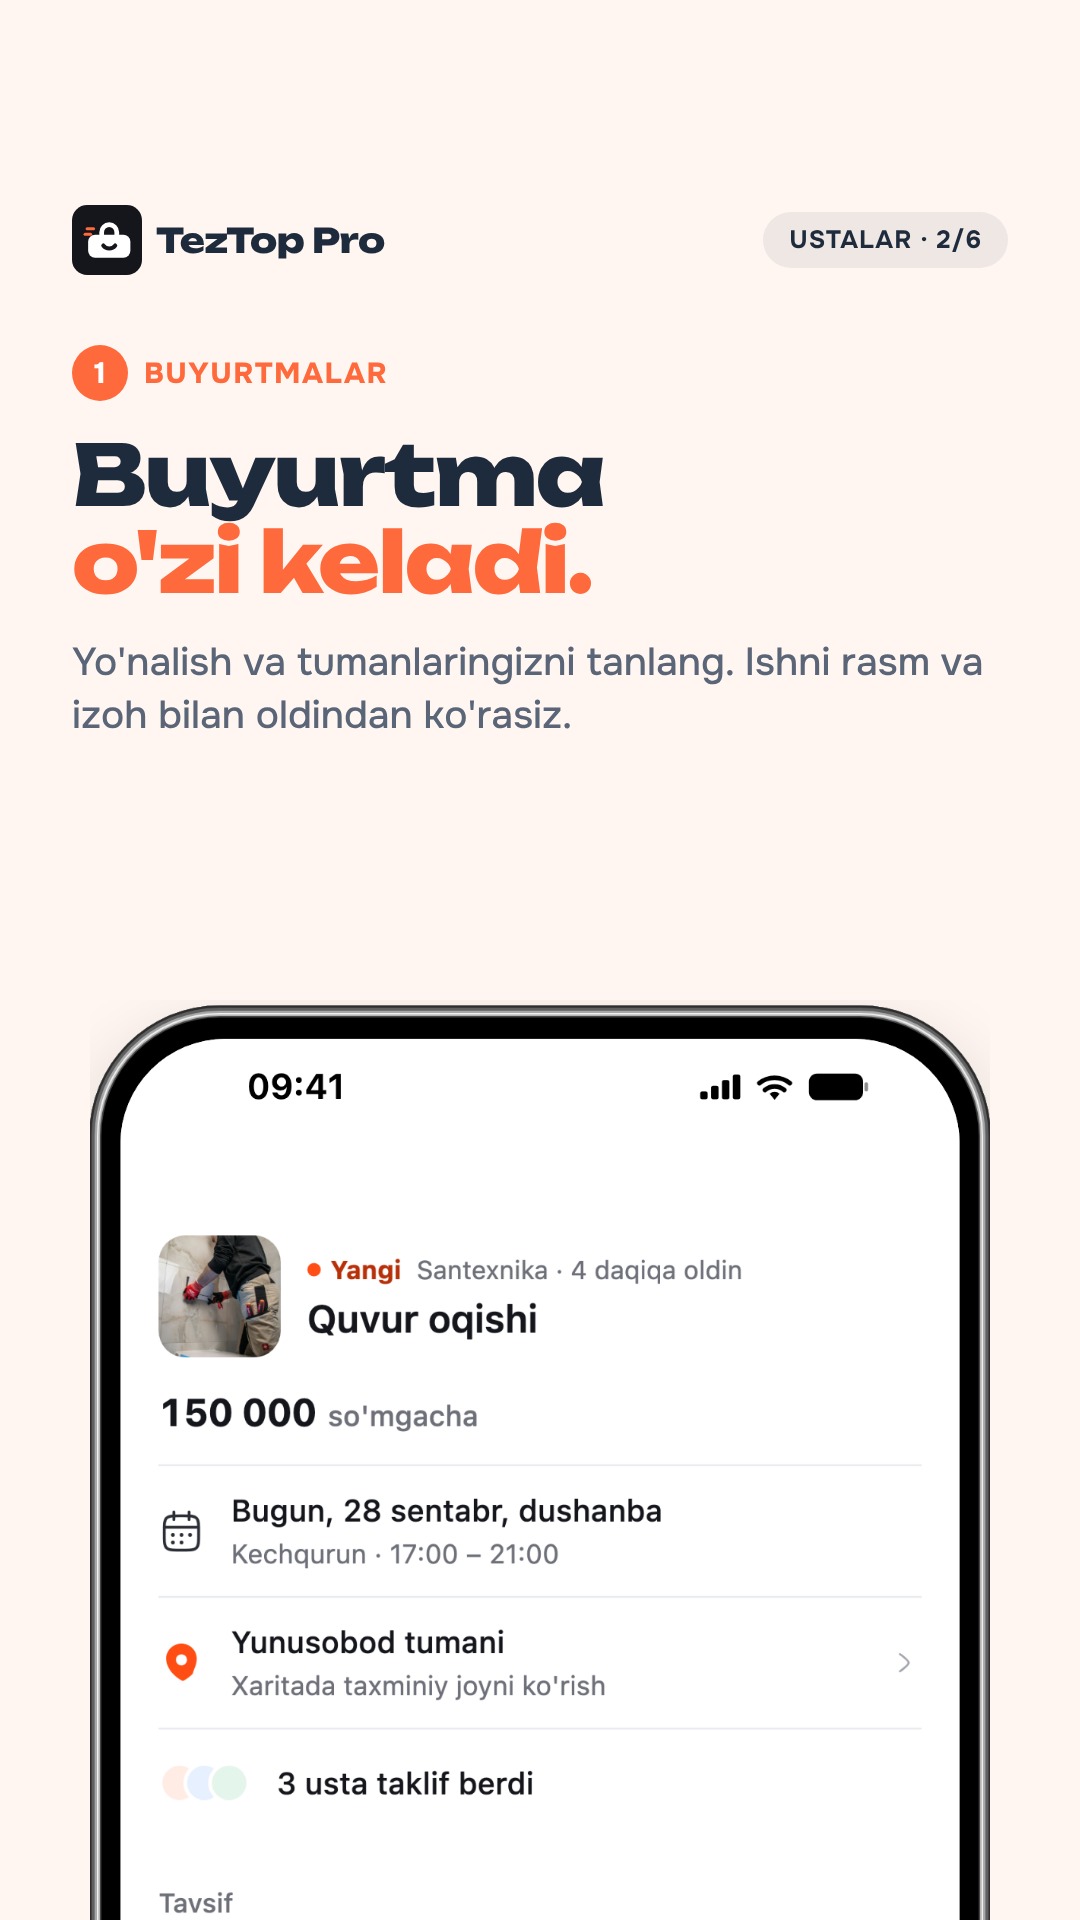 TezTop Pro
USTALAR · 2/6
1 BUYURTMALAR
Buyurtma
o'zi keladi.
Yo'nalish va tumanlaringizni tanlang. Ishni rasm va
izoh bilan oldindan ko'rasiz.
09:41
Yangi Santexnika · 4 daqiqa oldin
Quvur oqishi
150 000 so'mgacha
Bugun, 28 sentabr, dushanba
Kechqurun · 17:00 – 21:00
Yunusobod tumani
Xaritada taxminiy joyni ko'rish
3 usta taklif berdi
Tavsif